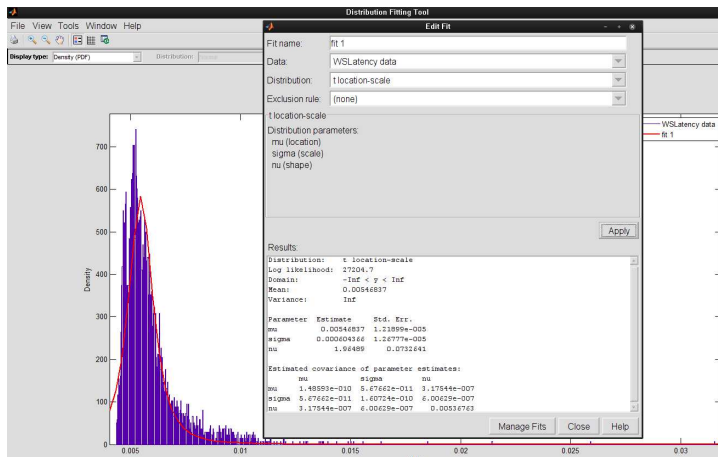 Distribution Fitting Tool
File View Tools Window Help
Display type: Density (PDF) Distribution:
Edit Fit
Fit name: fit 1
Data: WSLatency data
Distribution: t location-scale
Exclusion rule: (none)
t location-scale
Distribution parameters:
mu (location)
sigma (scale)
nu (shape)
Apply
Results:
Distribution: t location-scale
Log likelihood: 27204.7
Domain: -Inf < y < Inf
Mean: 0.00546837
Variance: Inf
Parameter Estimate Std. Err.
mu 0.00546837 1.21899e-005
sigma 0.000604366 1.26777e-005
nu 1.96489 0.0732641
Estimated covariance of parameter estimates:
mu sigma nu
mu 1.48593e-010 5.67662e-011 3.17544e-007
sigma 5.67662e-011 1.60724e-010 6.00629e-007
nu 3.17544e-007 6.00629e-007 0.00536763
Manage Fits Close Help
WSLatency data
fit 1
Density
700
600
500
400
300
200
100
0
0.005 0.01 0.015 0.02 0.025 0.03